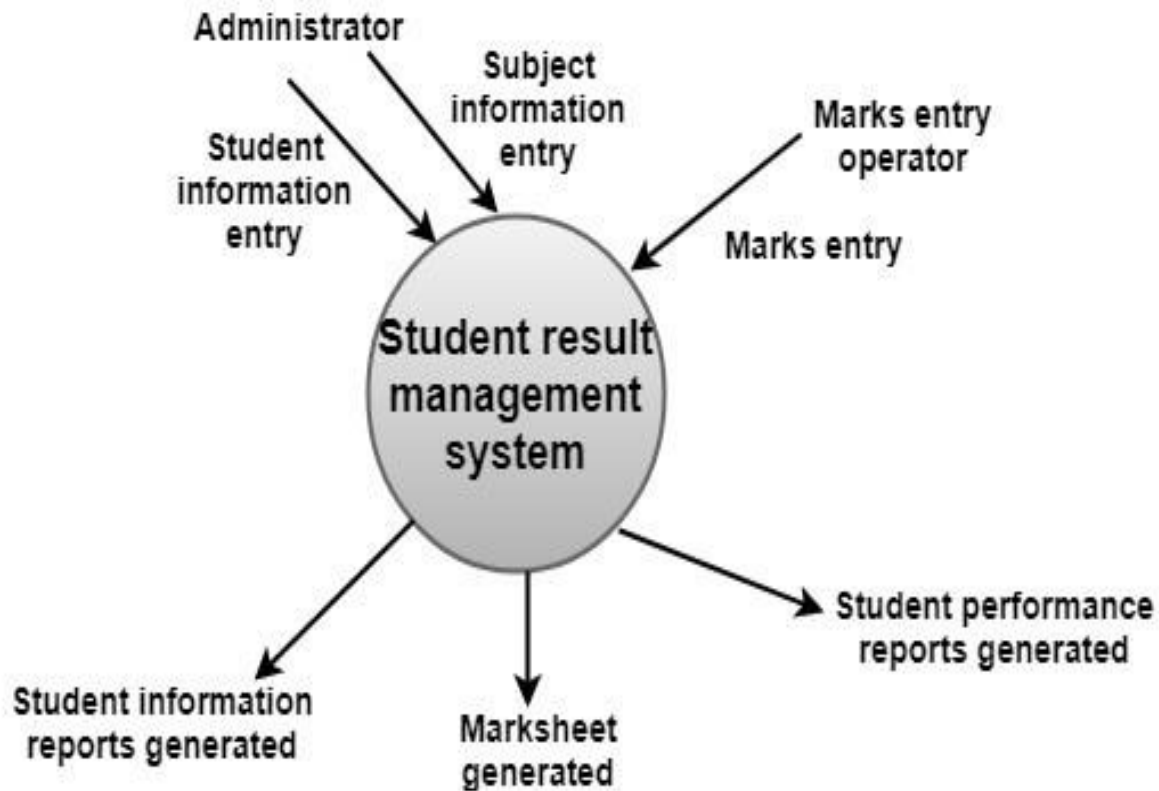 Administrator
Subject
information
entry
Student
information
entry
Marks entry
operator
Marks entry
Student result
management
system
Student information
reports generated
Marksheet
generated
Student performance
reports generated